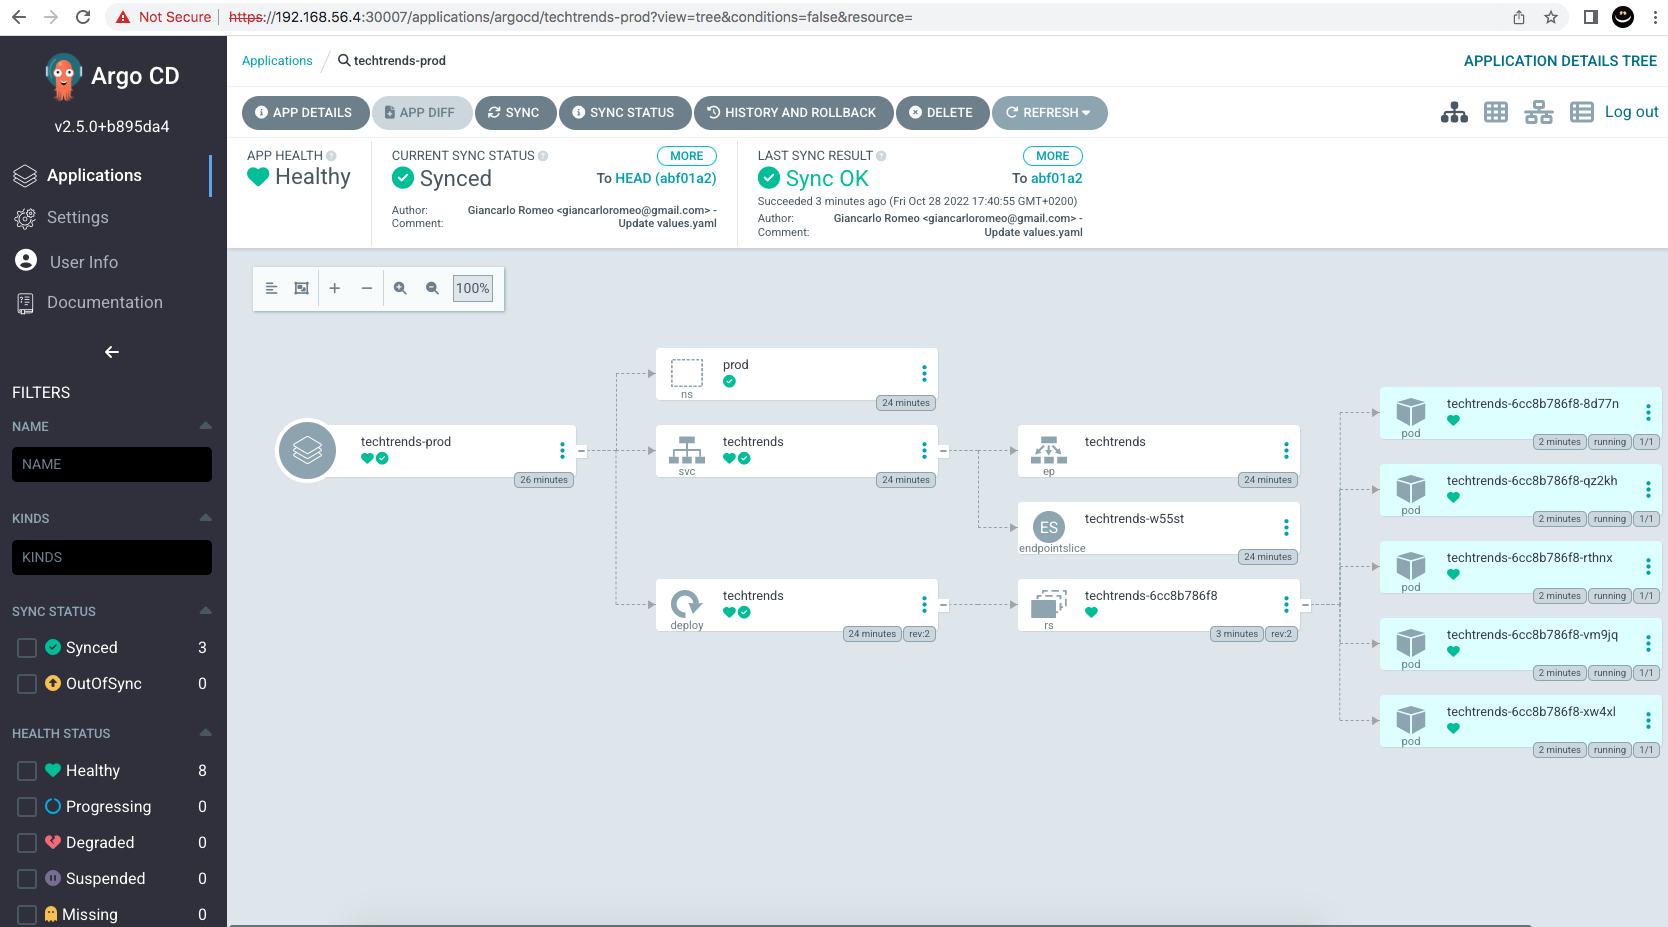 Not Secure
https://192.168.56.4:30007/applications/argocd/techtrends-prod?view=tree&conditions=false&resource=
Argo CD
v2.5.0+b895da4
Applications
Settings
User Info
Documentation
FILTERS
NAME
NAME
KINDS
KINDS
SYNC STATUS
Synced 3
OutOfSync 0
HEALTH STATUS
Healthy 8
Progressing 0
Degraded 0
Suspended 0
Missing 0
Applications / techtrends-prod
APPLICATION DETAILS TREE
APP DETAILS
APP DIFF
SYNC
SYNC STATUS
HISTORY AND ROLLBACK
DELETE
REFRESH
Log out
APP HEALTH
Healthy
CURRENT SYNC STATUS
MORE
Synced
To HEAD (abf01a2)
Author: Giancarlo Romeo <giancarloromeo@gmail.com> -
Comment: Update values.yaml
LAST SYNC RESULT
MORE
Sync OK
To abf01a2
Succeeded 3 minutes ago (Fri Oct 28 2022 17:40:55 GMT+0200)
Author: Giancarlo Romeo <giancarloromeo@gmail.com> -
Comment: Update values.yaml
100%
techtrends-prod
26 minutes
prod
ns
24 minutes
techtrends
svc
24 minutes
techtrends
deploy
24 minutes rev:2
techtrends
ep
24 minutes
ES
techtrends-w55st
endpointslice
24 minutes
techtrends-6cc8b786f8
rs
3 minutes rev:2
techtrends-6cc8b786f8-8d77n
pod
2 minutes running 1/1
techtrends-6cc8b786f8-qz2kh
pod
2 minutes running 1/1
techtrends-6cc8b786f8-rthnx
pod
2 minutes running 1/1
techtrends-6cc8b786f8-vm9jq
pod
2 minutes running 1/1
techtrends-6cc8b786f8-xw4xl
pod
2 minutes running 1/1